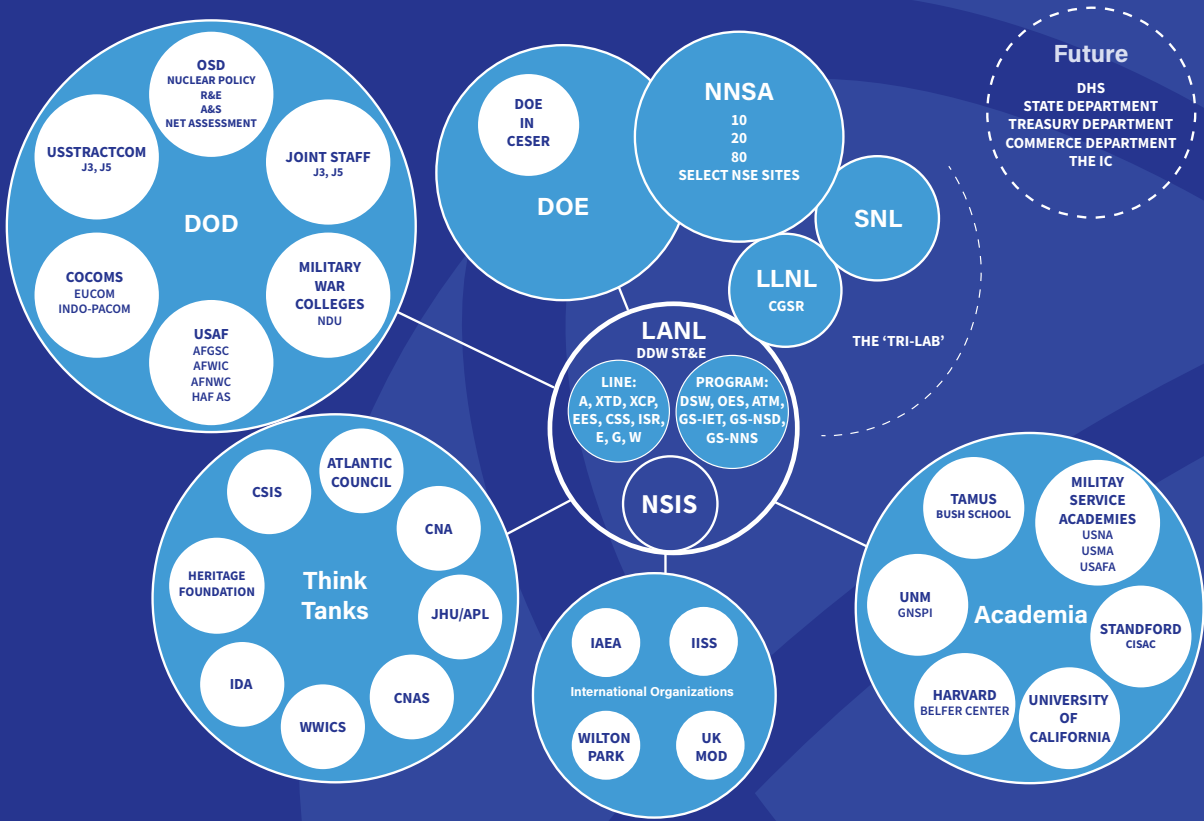 OSD
NUCLEAR POLICY
R&E
A&S
NET ASSESSMENT
USSTRACTCOM
J3, J5
JOINT STAFF
J3, J5
DOD
COCOMS
EUCOM
INDO-PACOM
MILITARY
WAR
COLLEGES
NDU
USAF
AFGSC
AFWIC
AFNWC
HAF AS
DOE
IN
CESER
DOE
NNSA
10
20
80
SELECT NSE SITES
SNL
LLNL
CGSR
THE ‘TRI-LAB’
Future
DHS
STATE DEPARTMENT
TREASURY DEPARTMENT
COMMERCE DEPARTMENT
THE IC
LANL
DDW ST&E
LINE:
A, XTD, XCP,
EES, CSS, ISR,
E, G, W
PROGRAM:
DSW, OES, ATM,
GS-IET, GS-NSD,
GS-NNS
NSIS
Think
Tanks
ATLANTIC
COUNCIL
CSIS
CNA
HERITAGE
FOUNDATION
JHU/APL
IDA
CNAS
WWICS
IAEA
IISS
International Organizations
WILTON
PARK
UK
MOD
Academia
TAMUS
BUSH SCHOOL
MILITAY
SERVICE
ACADEMIES
USNA
USMA
USAFA
UNM
GNSPI
STANDFORD
CISAC
HARVARD
BELFER CENTER
UNIVERSITY
OF
CALIFORNIA